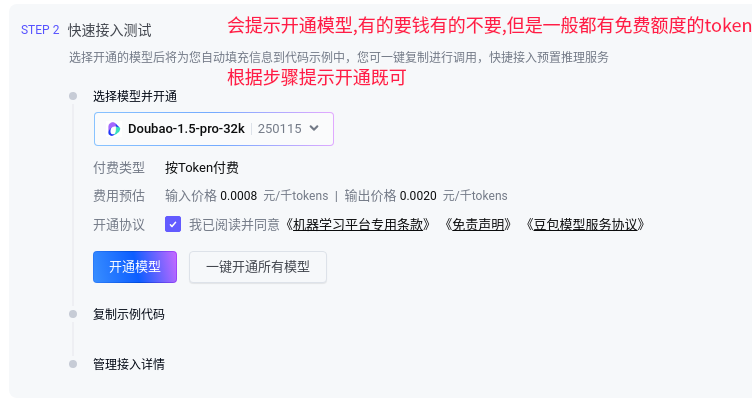 会提示开通模型,有的要钱有的不要,但是一般都有免费额度的token
STEP 2 快速接入测试
选择开通的模型后将为您自动填充信息到代码示例中，您可一键复制进行调用，快捷接入预置推理服务
根据步骤提示开通既可
选择模型并开通
Doubao-1.5-pro-32k | 250115
付费类型 按Token付费
费用预估 输入价格 0.0008 元/千tokens | 输出价格 0.0020 元/千tokens
开通协议 我已阅读并同意《机器学习平台专用条款》《免责声明》《豆包模型服务协议》
开通模型 一键开通所有模型
复制示例代码
管理接入详情